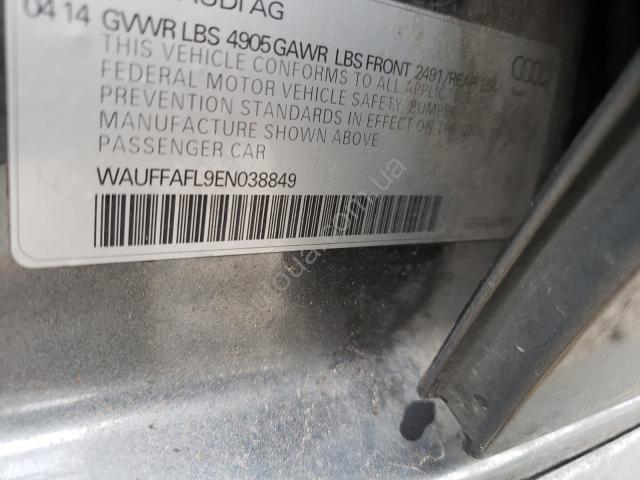 AUDI AG
04 14 GVWR LBS 4905 GAWR LBS FRONT 2491/REAR
THIS VEHICLE CONFORMS TO ALL
FEDERAL MOTOR VEHICLE SAFETY, BUMPER
PREVENTION STANDARDS IN EFFECT ON THE
MANUFACTURE SHOWN ABOVE
PASSENGER CAR
WAUFFAFL9EN038849